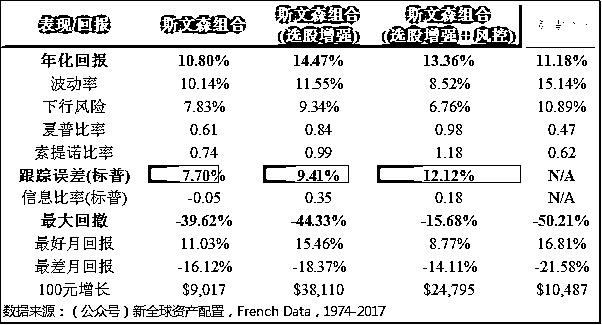 表现/回报 斯文森组合 斯文森组合(选股增强) 斯文森组合(选股增强+风控)
年化回报 10.80% 14.47% 13.36% 11.18%
波动率 10.14% 11.55% 8.52% 15.14%
下行风险 7.83% 9.34% 6.76% 10.89%
夏普比率 0.61 0.84 0.98 0.47
索提诺比率 0.74 0.99 1.18 0.62
跟踪误差(标普) 7.70% 9.41% 12.12% N/A
信息比率(标普) -0.05 0.35 0.18 N/A
最大回撤 -39.62% -44.33% -15.68% -50.21%
最好月回报 11.03% 15.46% 8.77% 16.81%
最差月回报 -16.12% -18.37% -14.11% -21.58%
100元增长 $9,017 $38,110 $24,795 $10,487
数据来源：（公众号）新全球资产配置，French Data，1974-2017